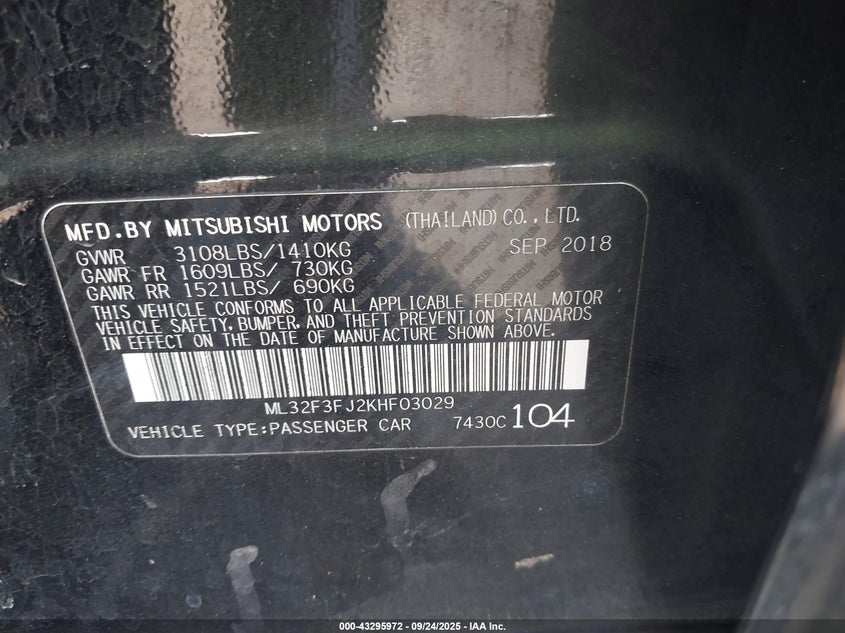 MFD.BY MITSUBISHI MOTORS (THAILAND)CO.,LTD.
GVWR 3108LBS/1410KG SEP 2018
GAWR FR 1609LBS/ 730KG
GAWR RR 1521LBS/ 690KG
THIS VEHICLE CONFORMS TO ALL APPLICABLE FEDERAL MOTOR
VEHICLE SAFETY, BUMPER, AND THEFT PREVENTION STANDARDS
IN EFFECT ON THE DATE OF MANUFACTURE SHOWN ABOVE.
ML32F3FJ2KHF03029
VEHICLE TYPE:PASSENGER CAR 7430C 104
000-43295972 - 09/24/2025 - IAA Inc.